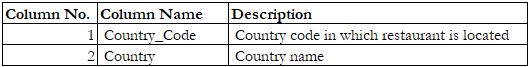 Column No. Column Name Description
1 Country_Code Country code in which restaurant is located
2 Country Country name